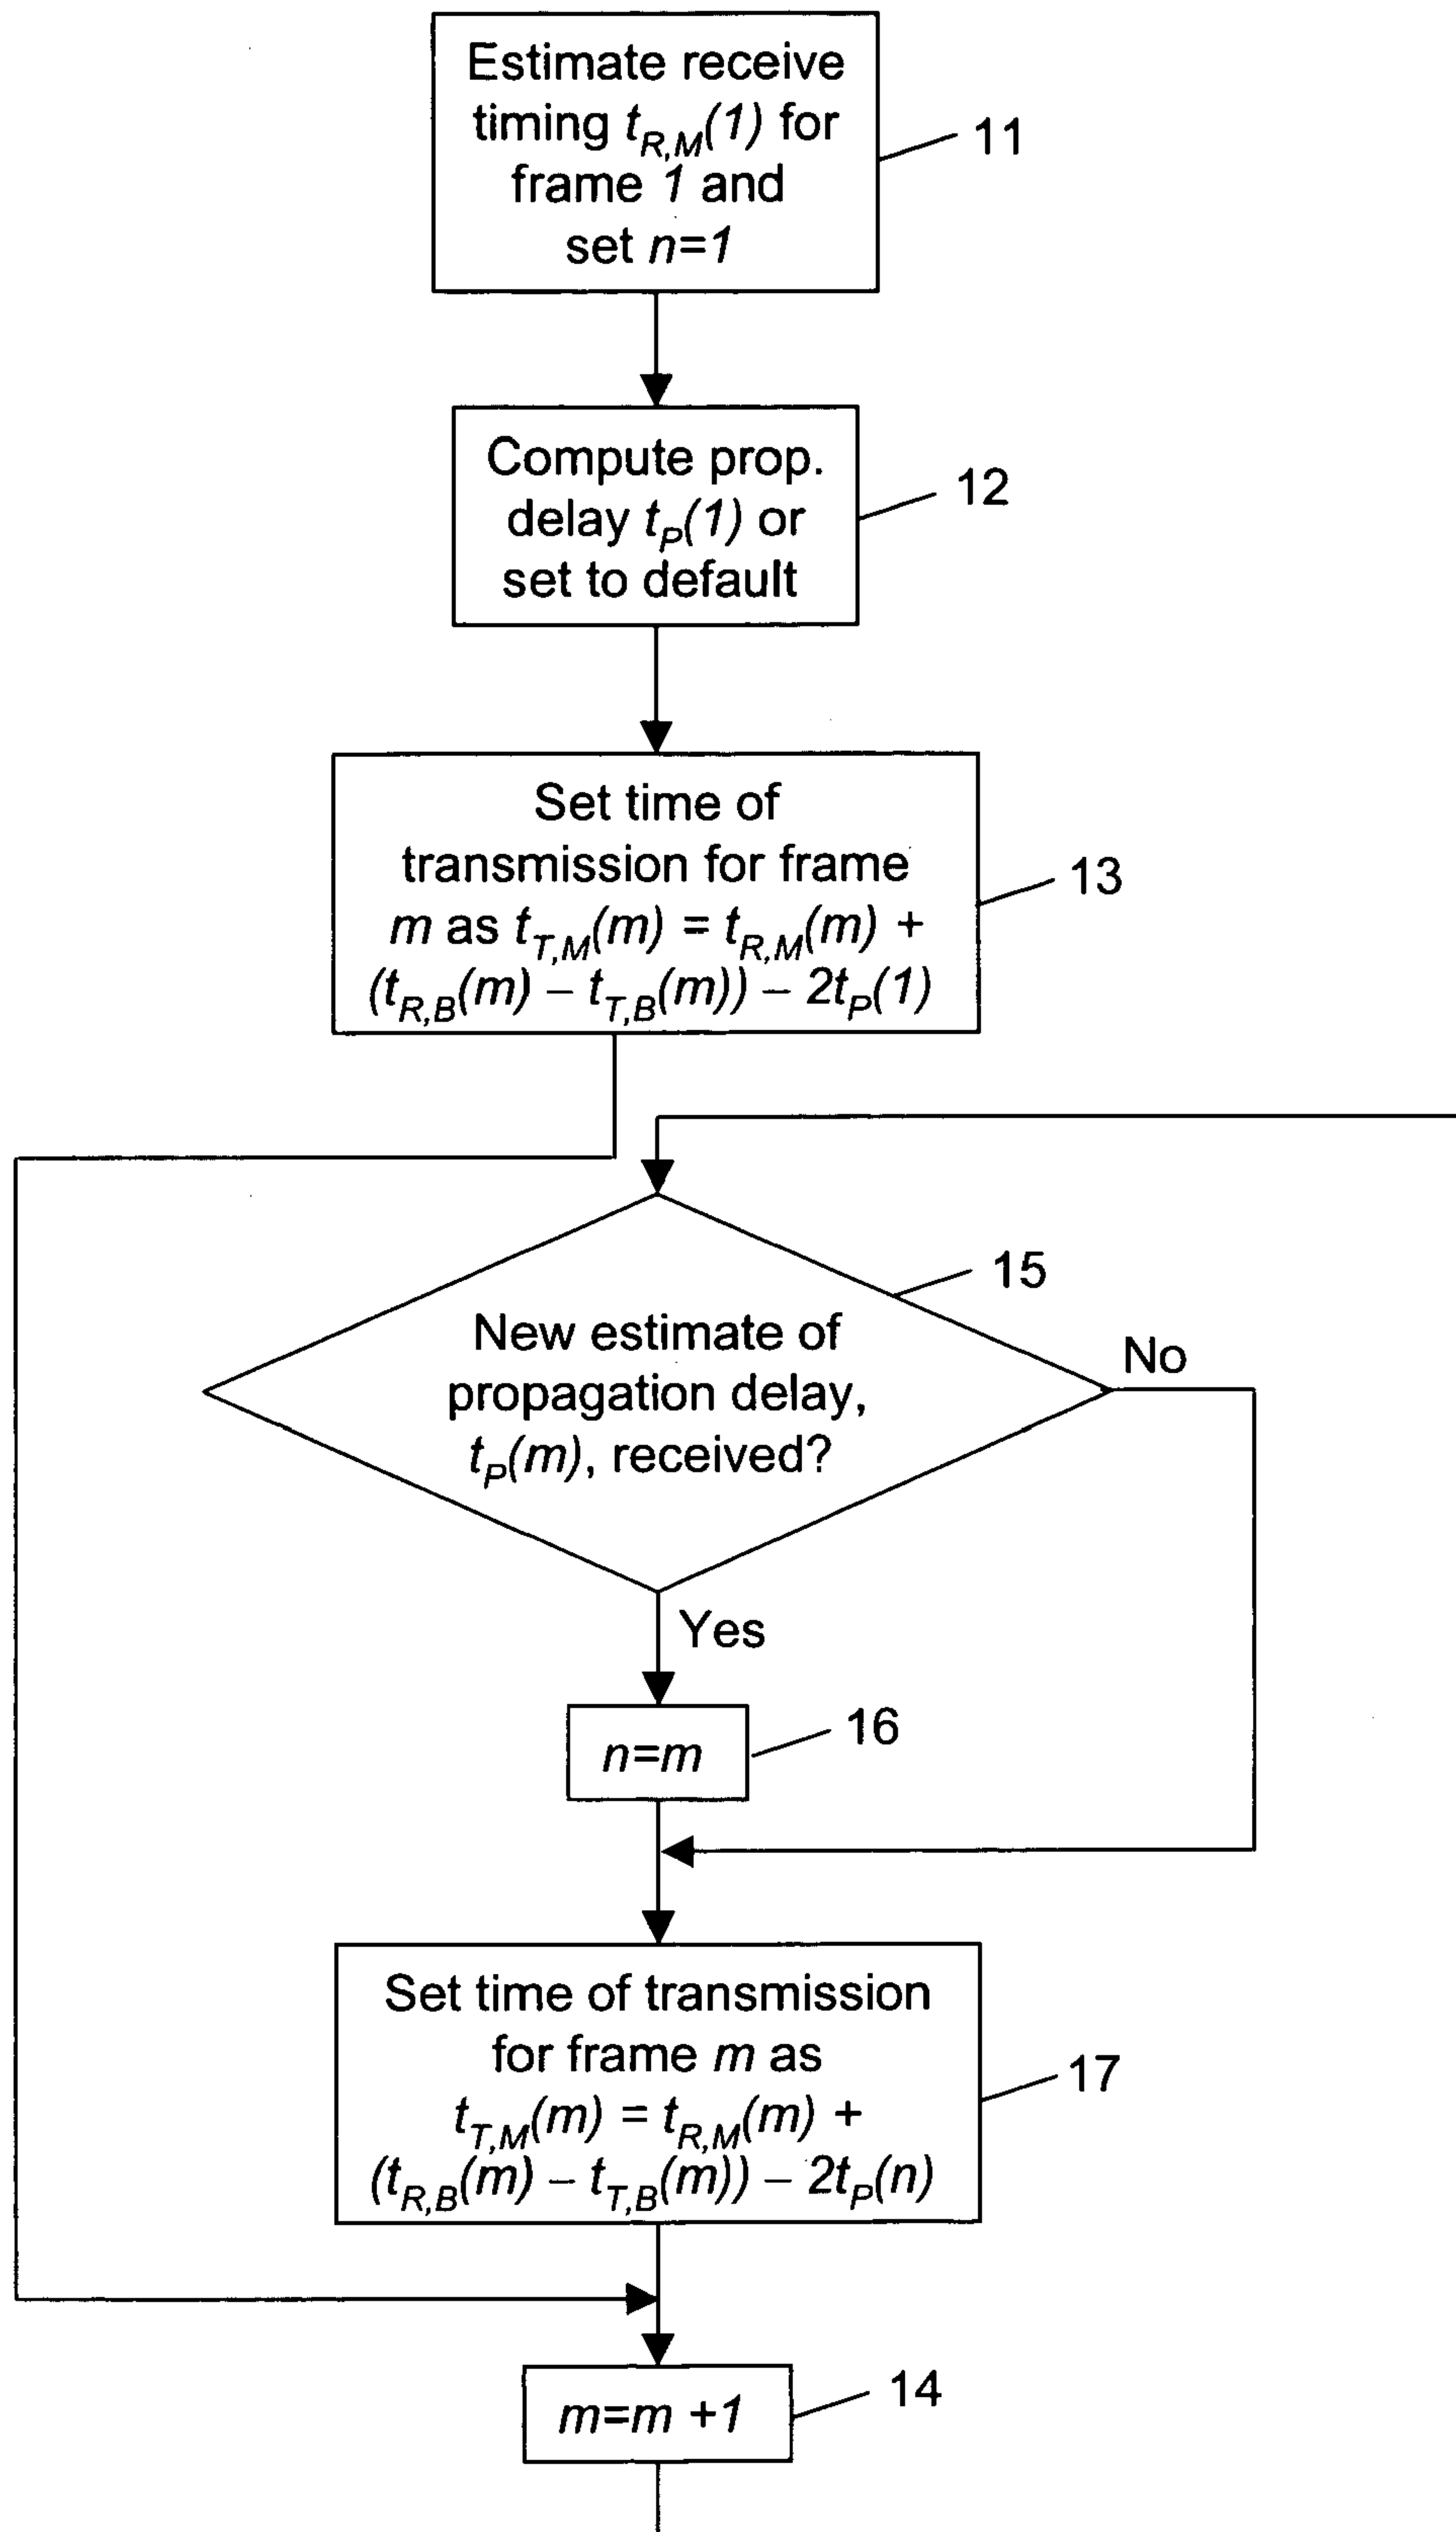 Estimate receive
timing t_{R,M}(1) for
frame 1 and
set n=1
11
Compute prop.
delay t_P(1) or
set to default
12
Set time of
transmission for frame
m as t_{T,M}(m) = t_{R,M}(m) +
(t_{R,B}(m) – t_{T,B}(m)) – 2t_P(1)
13
15
New estimate of
propagation delay,
t_P(m), received?
No
Yes
n=m
16
Set time of transmission
for frame m as
t_{T,M}(m) = t_{R,M}(m) +
(t_{R,B}(m) – t_{T,B}(m)) – 2t_P(n)
17
m=m +1
14